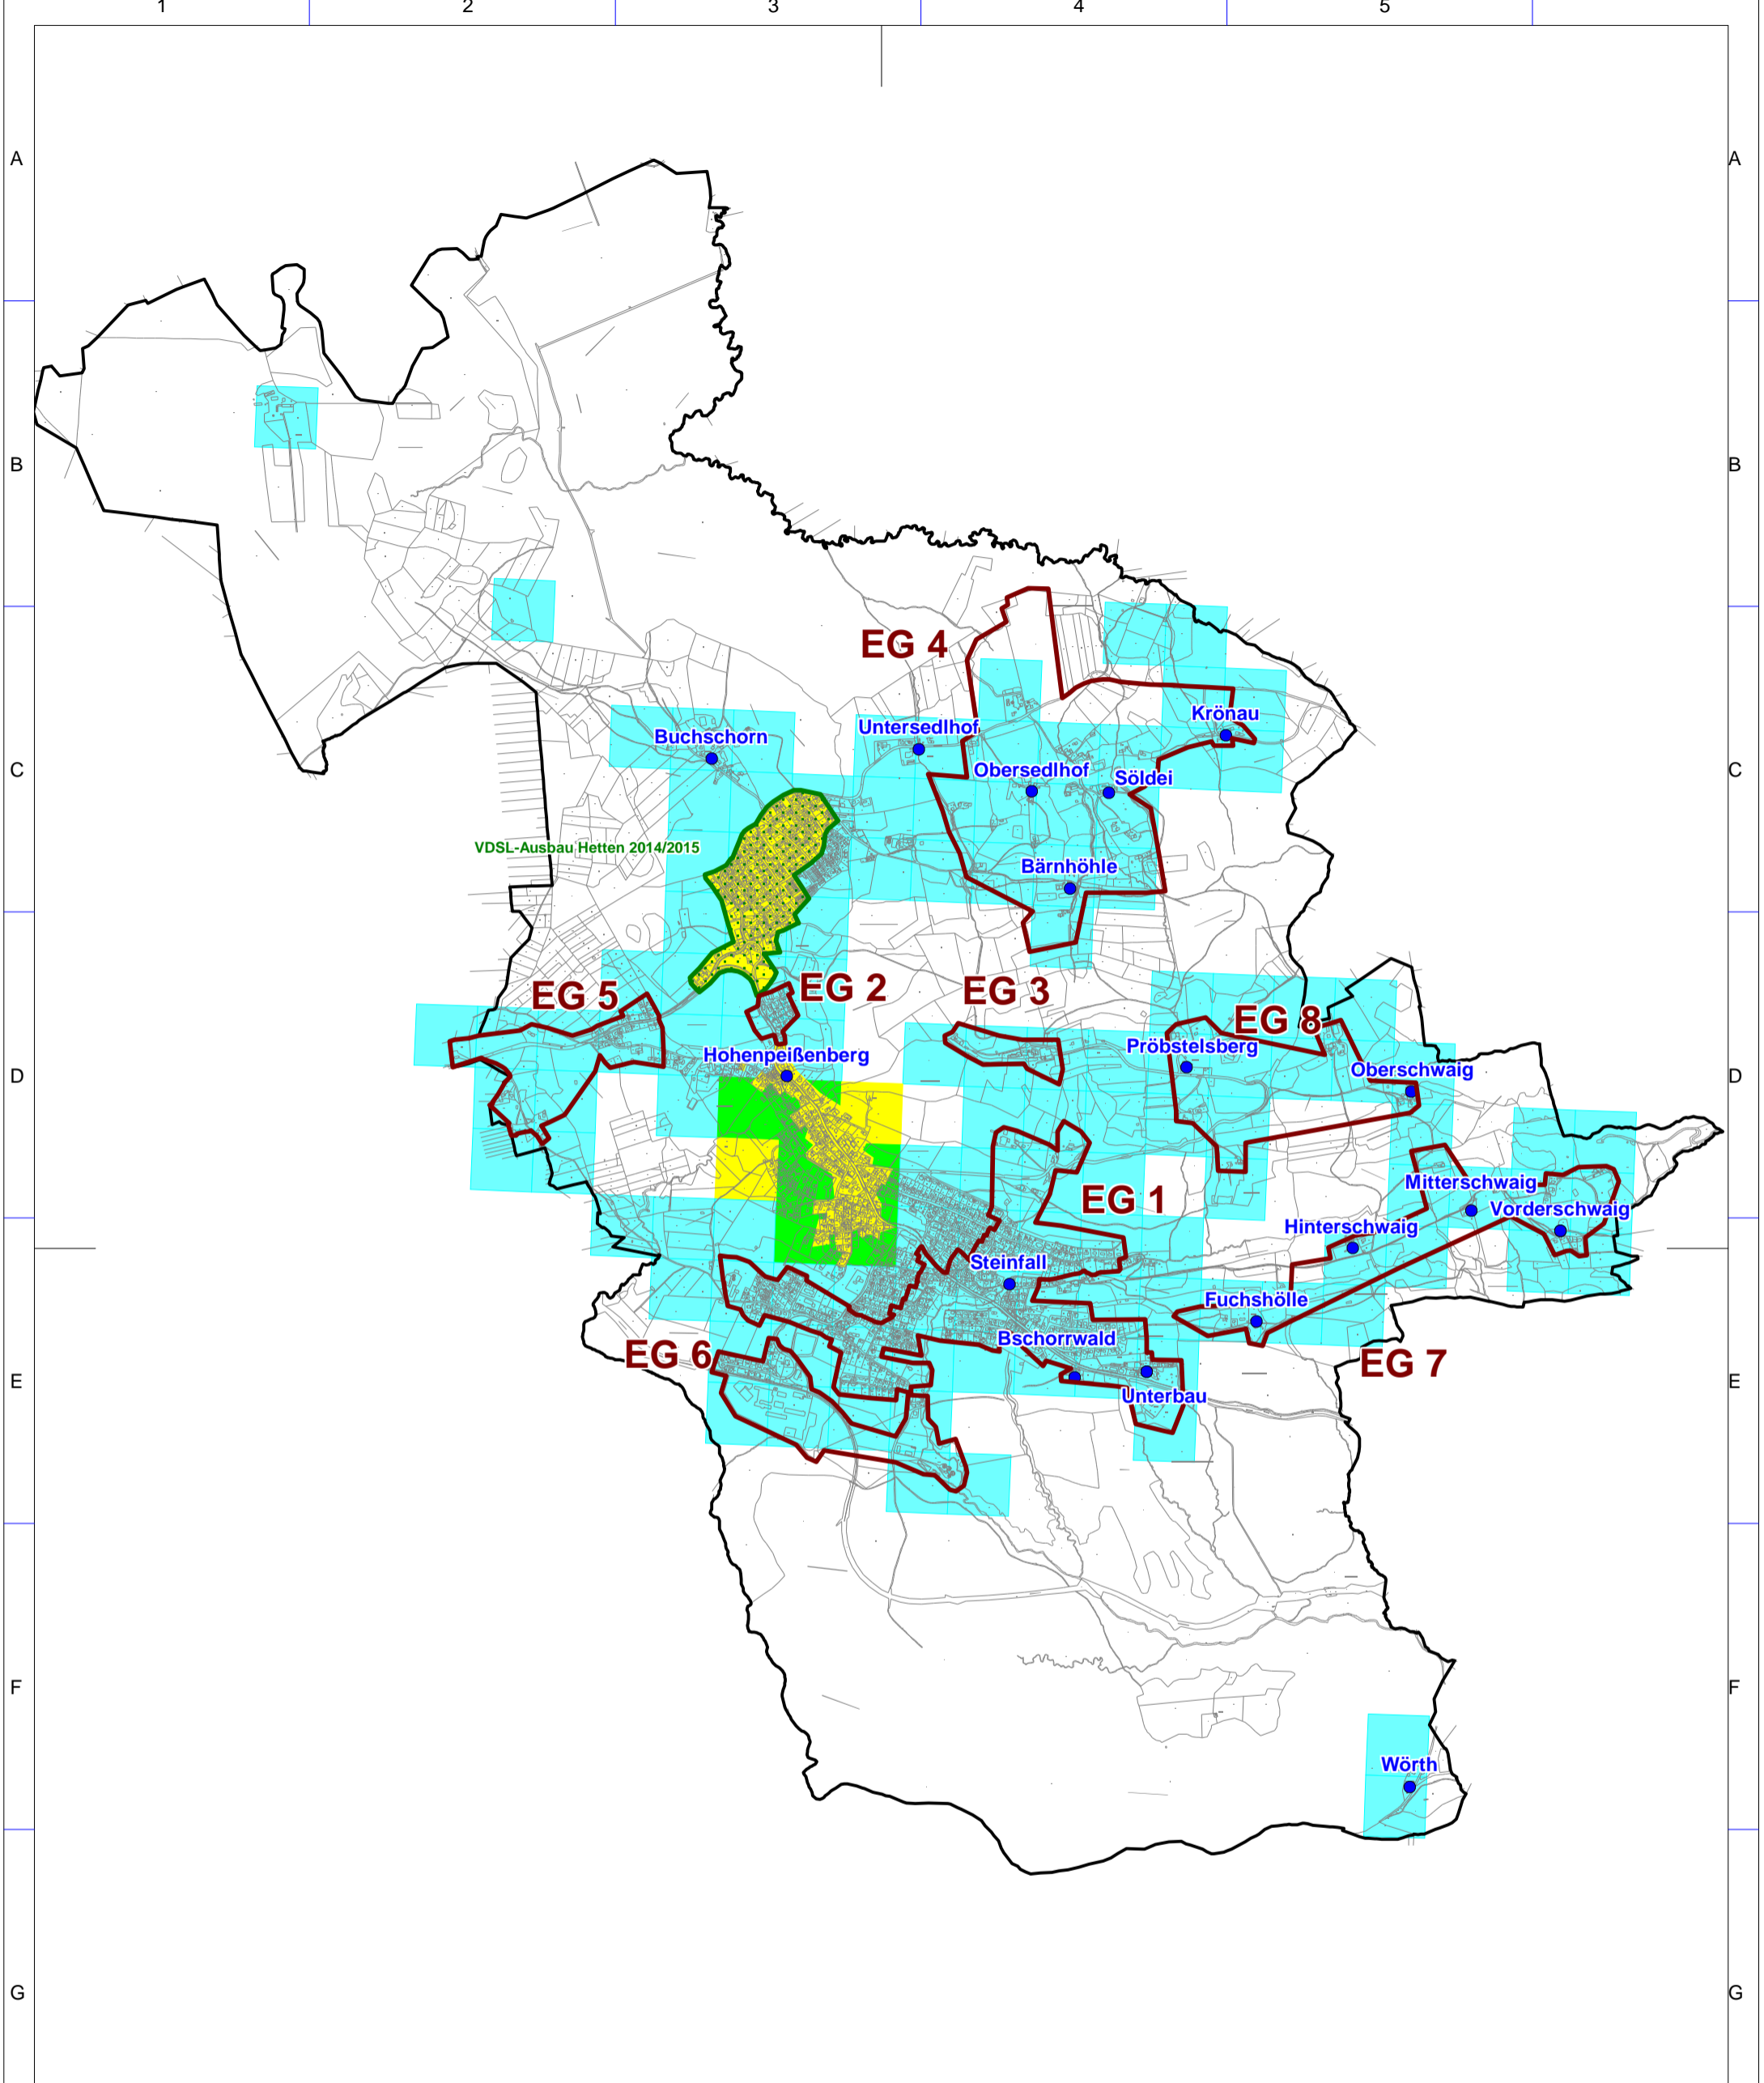 1 2 3 4 5
A A
B B
EG 4
Krönau
Untersedlhof
Buchschorn
C C
Obersedlhof
Söldei
VDSL-Ausbau Hetten 2014/2015
Bärnhöhle
EG 2
EG 3
EG 5
EG 8
Pröbstelsberg
Hohenpeißenberg
Oberschwaig
D D
Mitterschwaig
EG 1
Vorderschwaig
Hinterschwaig
Steinfall
Fuchshölle
Bschorrwald
EG 6
EG 7
E E
Unterbau
F F
Wörth
G G